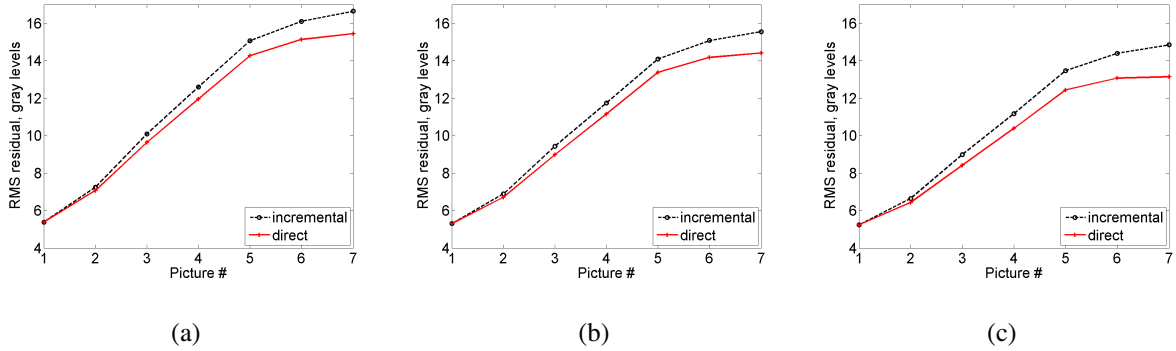 RMS residual, gray levels
16
14
12
10
8
6
4
1 2 3 4 5 6 7
Picture #
incremental
direct
(a)
RMS residual, gray levels
16
14
12
10
8
6
4
1 2 3 4 5 6 7
Picture #
incremental
direct
(b)
RMS residual, gray levels
16
14
12
10
8
6
4
1 2 3 4 5 6 7
Picture #
incremental
direct
(c)